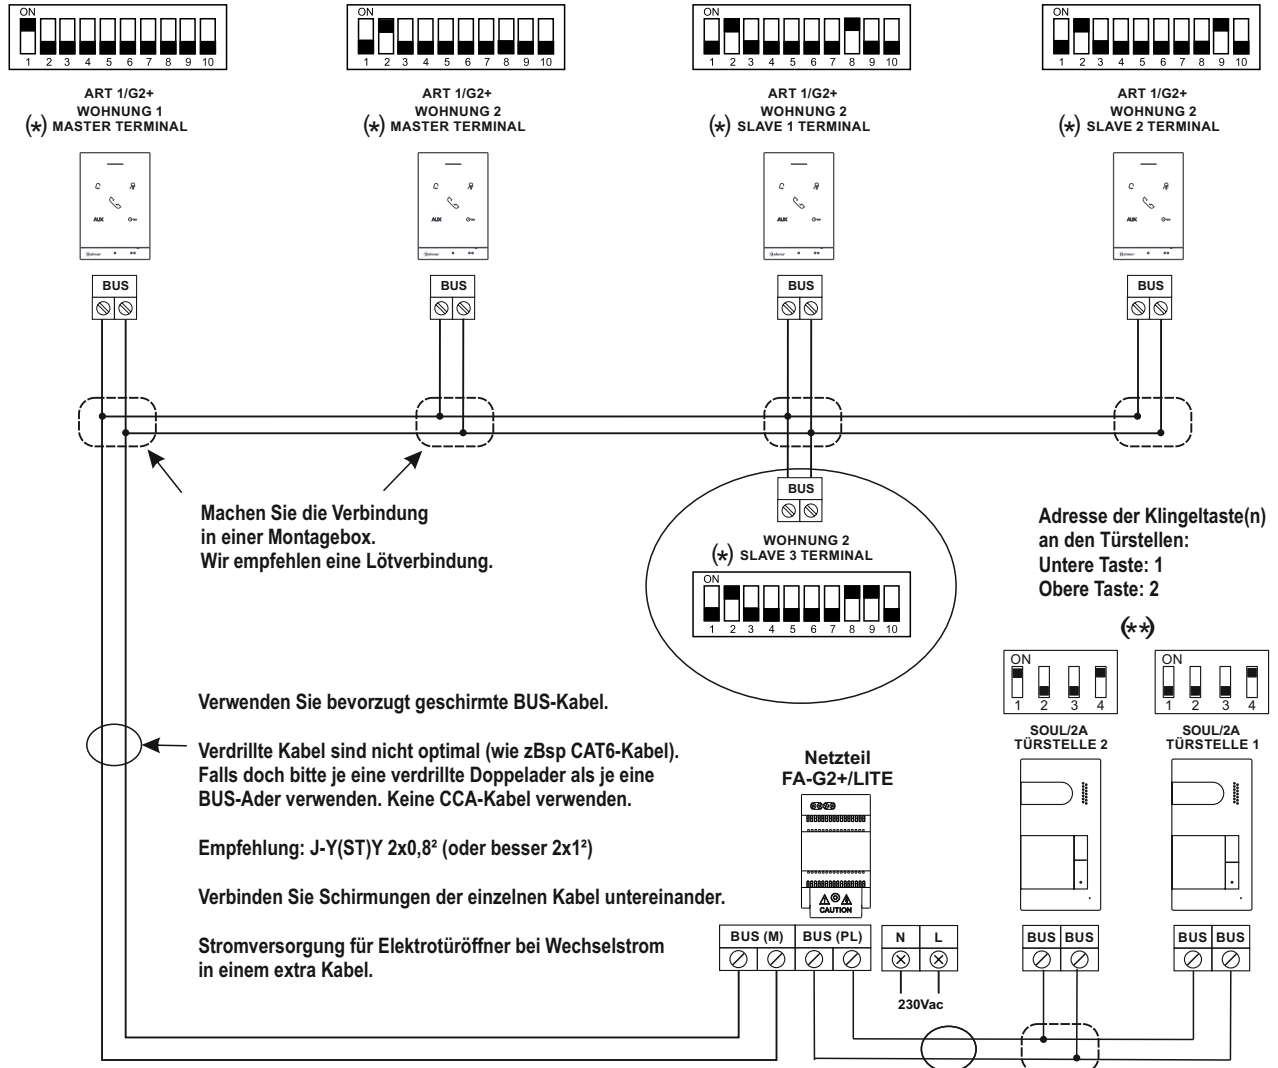 ON
1 2 3 4 5 6 7 8 9 10
ART 1/G2+
WOHNUNG 1
(*) MASTER TERMINAL
AUX
BUS
ON
1 2 3 4 5 6 7 8 9 10
ART 1/G2+
WOHNUNG 2
(*) MASTER TERMINAL
AUX
BUS
ON
1 2 3 4 5 6 7 8 9 10
ART 1/G2+
WOHNUNG 2
(*) SLAVE 1 TERMINAL
AUX
BUS
ON
1 2 3 4 5 6 7 8 9 10
ART 1/G2+
WOHNUNG 2
(*) SLAVE 2 TERMINAL
AUX
BUS
Machen Sie die Verbindung
in einer Montagebox.
Wir empfehlen eine Lötverbindung.
BUS
WOHNUNG 2
(*) SLAVE 3 TERMINAL
ON
1 2 3 4 5 6 7 8 9 10
Adresse der Klingeltaste(n)
an den Türstellen:
Untere Taste: 1
Obere Taste: 2
(**)
ON
1 2 3 4
SOUL/2A
TÜRSTELLE 2
ON
1 2 3 4
SOUL/2A
TÜRSTELLE 1
Verwenden Sie bevorzugt geschirmte BUS-Kabel.
Verdrillte Kabel sind nicht optimal (wie zBsp CAT6-Kabel).
Falls doch bitte je eine verdrillte Doppelader als je eine
BUS-Ader verwenden. Keine CCA-Kabel verwenden.
Empfehlung: J-Y(ST)Y 2x0,8² (oder besser 2x1²)
Verbinden Sie Schirmungen der einzelnen Kabel untereinander.
Stromversorgung für Elektrotüröffner bei Wechselstrom
in einem extra Kabel.
Netzteil
FA-G2+/LITE
CAUTION
BUS (M) BUS (PL) N L
230Vac
BUS BUS
BUS BUS